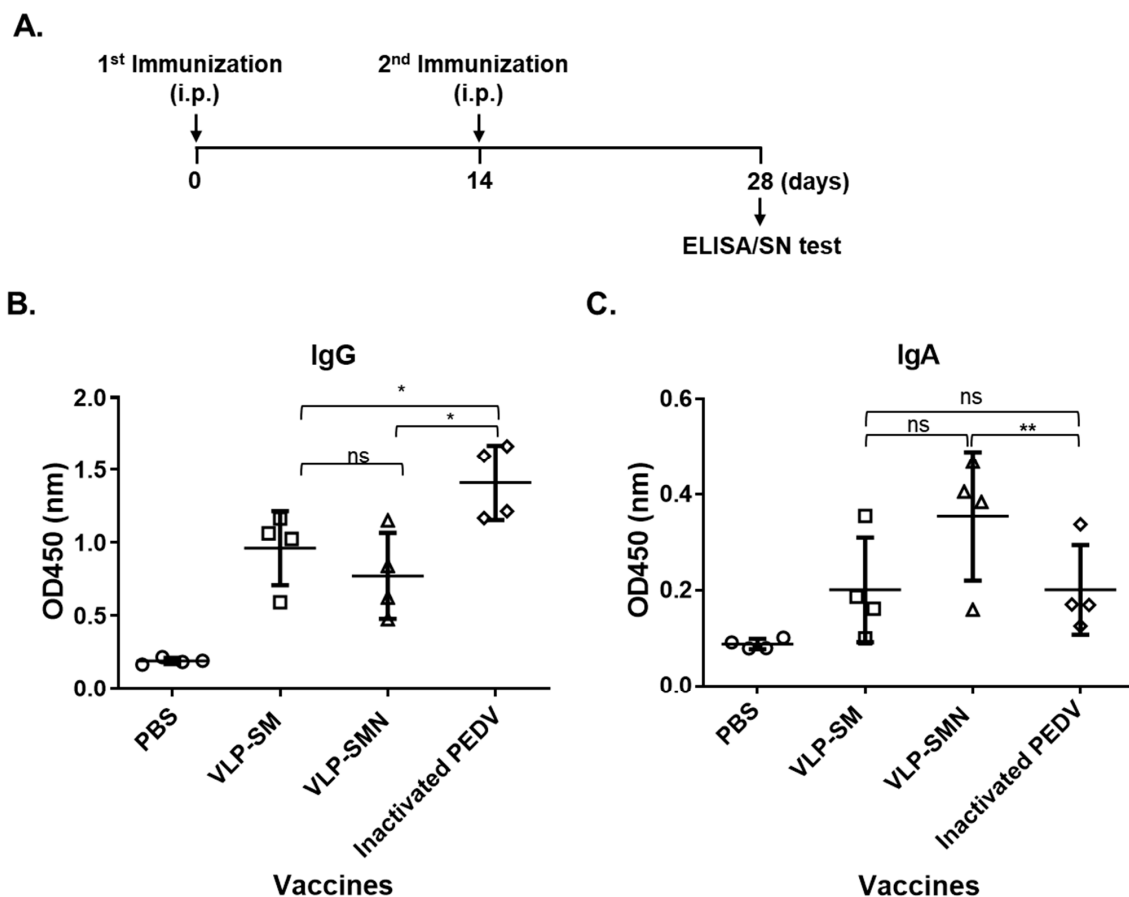 A.
1st Immunization
(i.p.)
2nd Immunization
(i.p.)
0
14
28 (days)
ELISA/SN test
B.
IgG
OD450 (nm)
2.0
1.5
1.0
0.5
0.0
*
*
ns
PBS
VLP-SM
VLP-SMN
Inactivated PEDV
Vaccines
C.
IgA
OD450 (nm)
0.6
0.4
0.2
0.0
ns
ns
**
PBS
VLP-SM
VLP-SMN
Inactivated PEDV
Vaccines